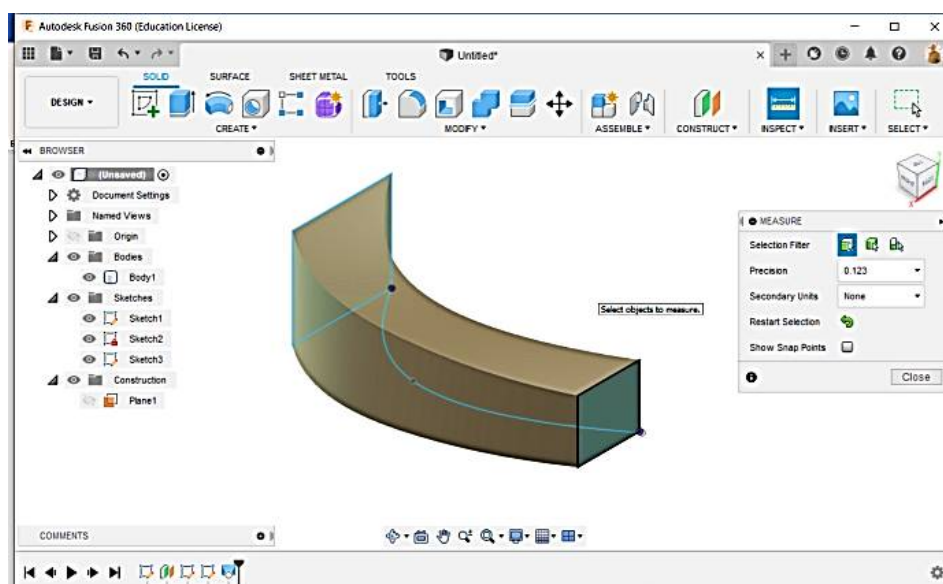 Autodesk Fusion 360 (Education License)
Untitled*
SOLID SURFACE SHEET METAL TOOLS
DESIGN
CREATE MODIFY ASSEMBLE CONSTRUCT INSPECT INSERT SELECT
BROWSER
(Unsaved)
Document Settings
Named Views
Origin
Bodies
Body1
Sketches
Sketch1
Sketch2
Sketch3
Construction
Plane1
MEASURE
Selection Filter
Precision 0.123
Secondary Units None
Restart Selection
Show Snap Points
Close
Select objects to measure.
COMMENTS